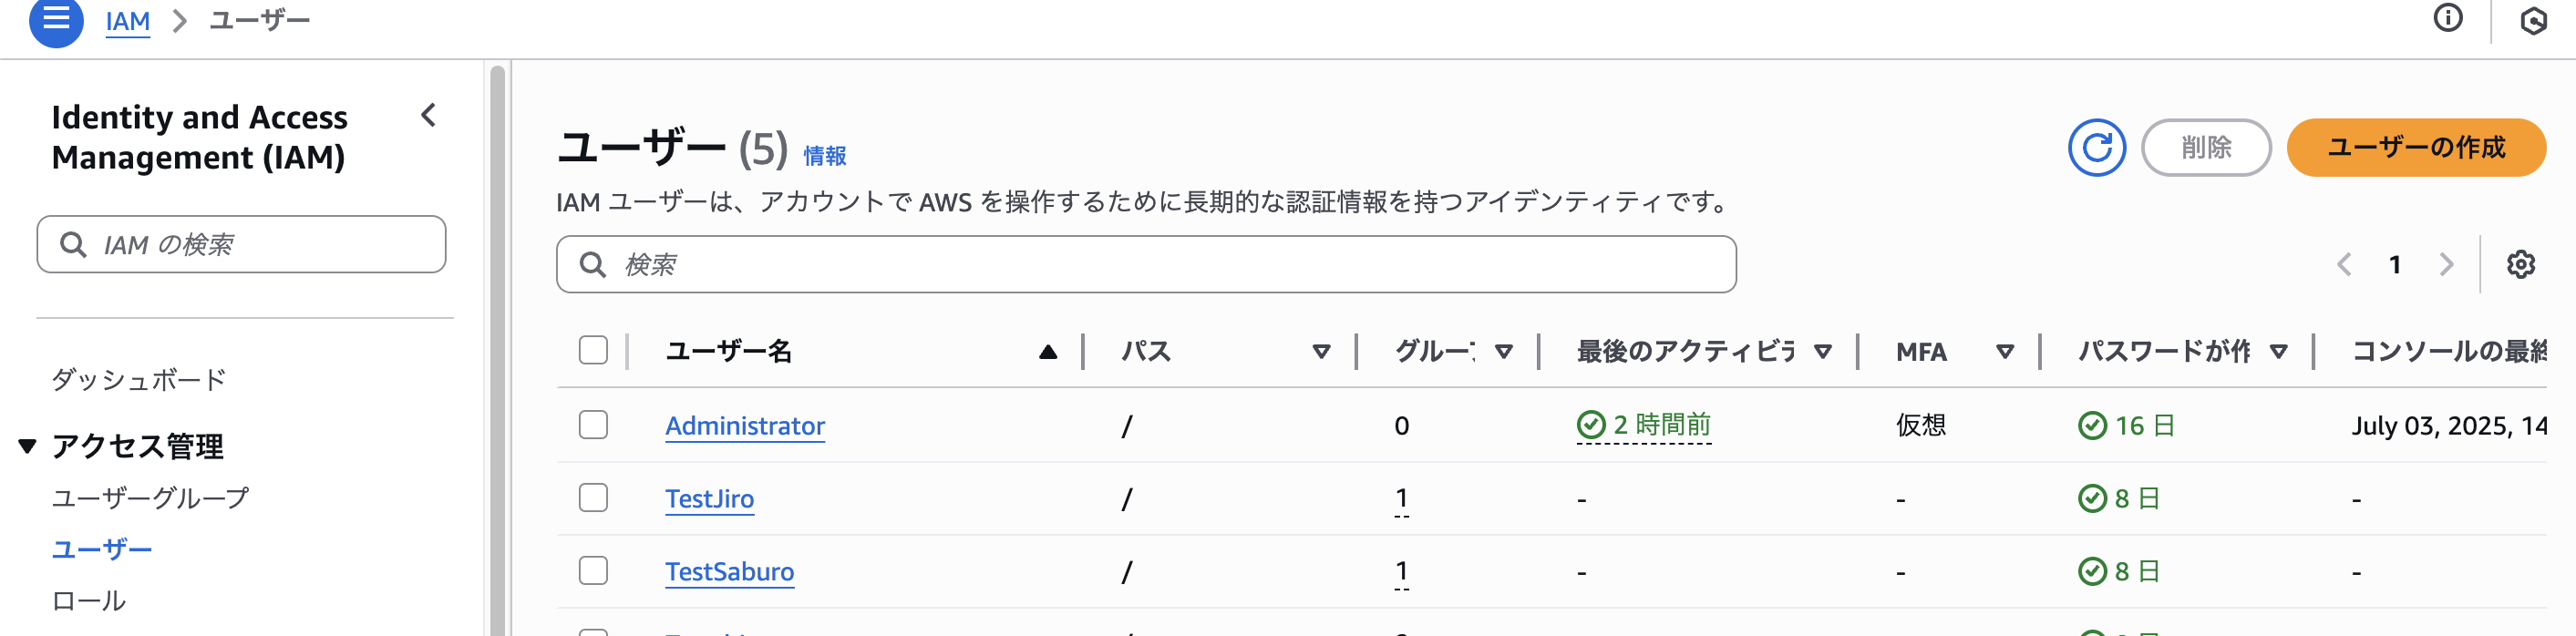 IAM > ユーザー
Identity and Access
Management (IAM)
IAM の検索
ダッシュボード
アクセス管理
ユーザーグループ
ユーザー
ロール
ユーザー (5) 情報
削除
ユーザーの作成
IAM ユーザーは、アカウントで AWS を操作するために長期的な認証情報を持つアイデンティティです。
検索
1
ユーザー名 パス グルー 最後のアクティビ MFA パスワードが作 コンソールの最終
Administrator / 0 2 時間前 仮想 16 日 July 03, 2025, 14
TestJiro / 1 - - 8 日 -
TestSaburo / 1 - - 8 日 -